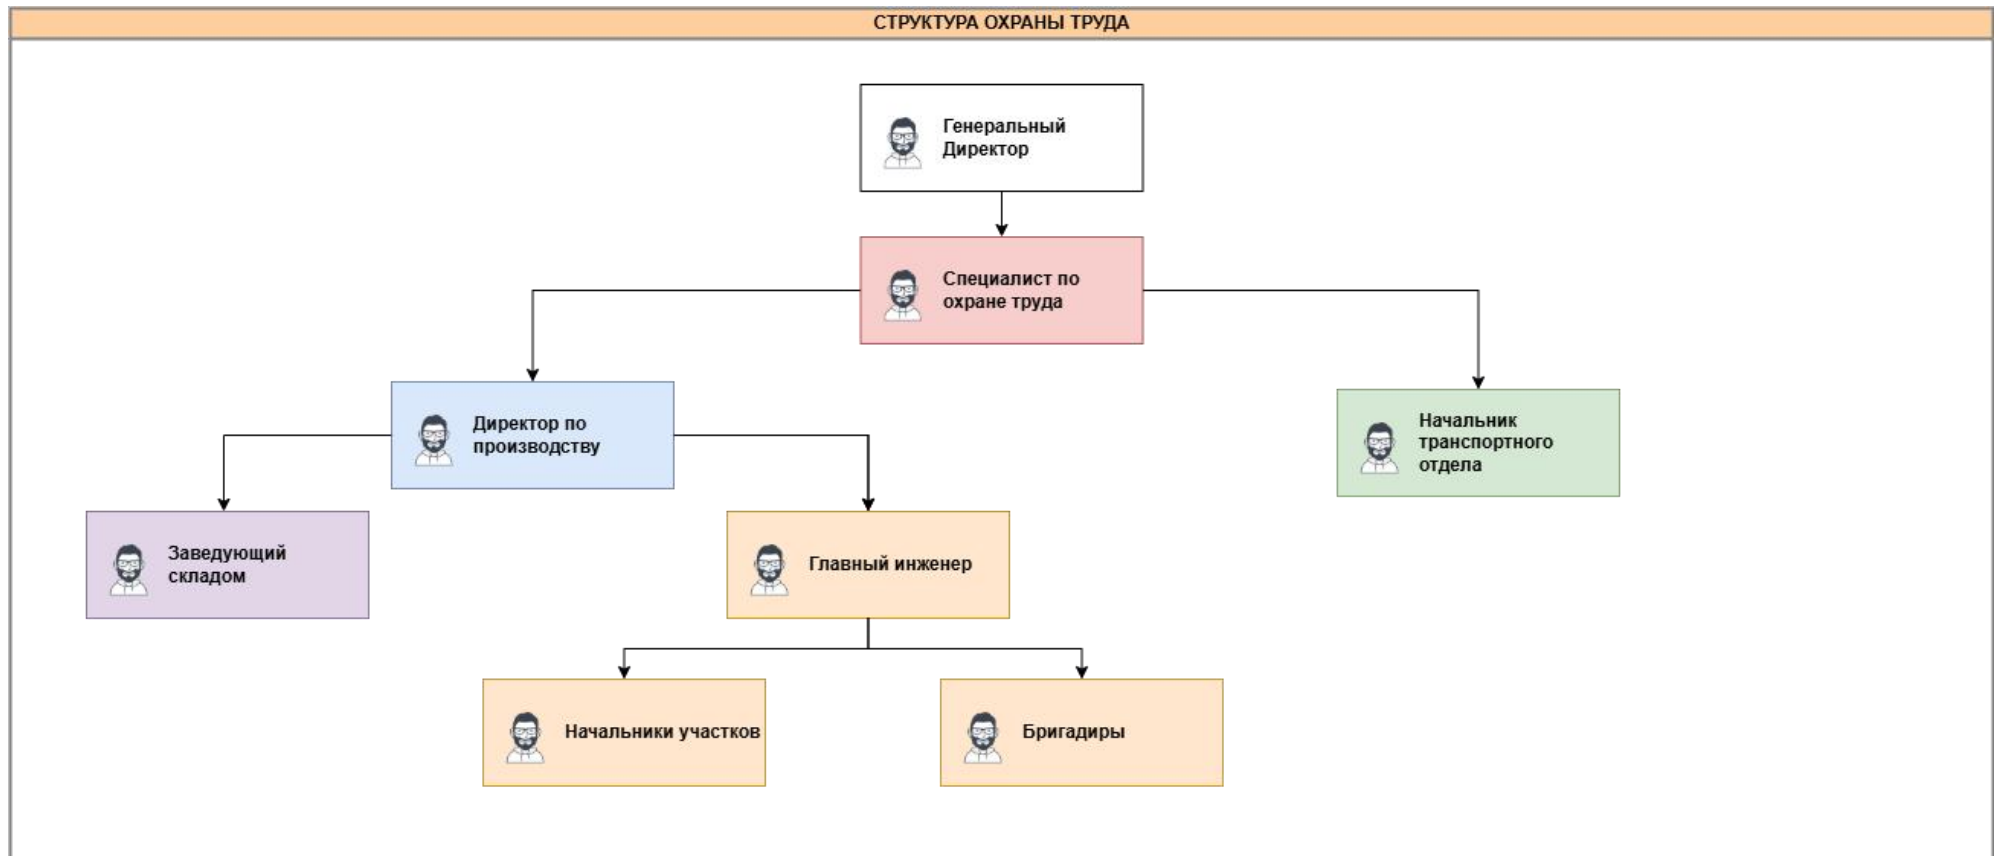 СТРУКТУРА ОХРАНЫ ТРУДА
Генеральный
Директор
Специалист по
охране труда
Директор по
производству
Начальник
транспортного
отдела
Заведующий
складом
Главный инженер
Начальники участков
Бригадиры